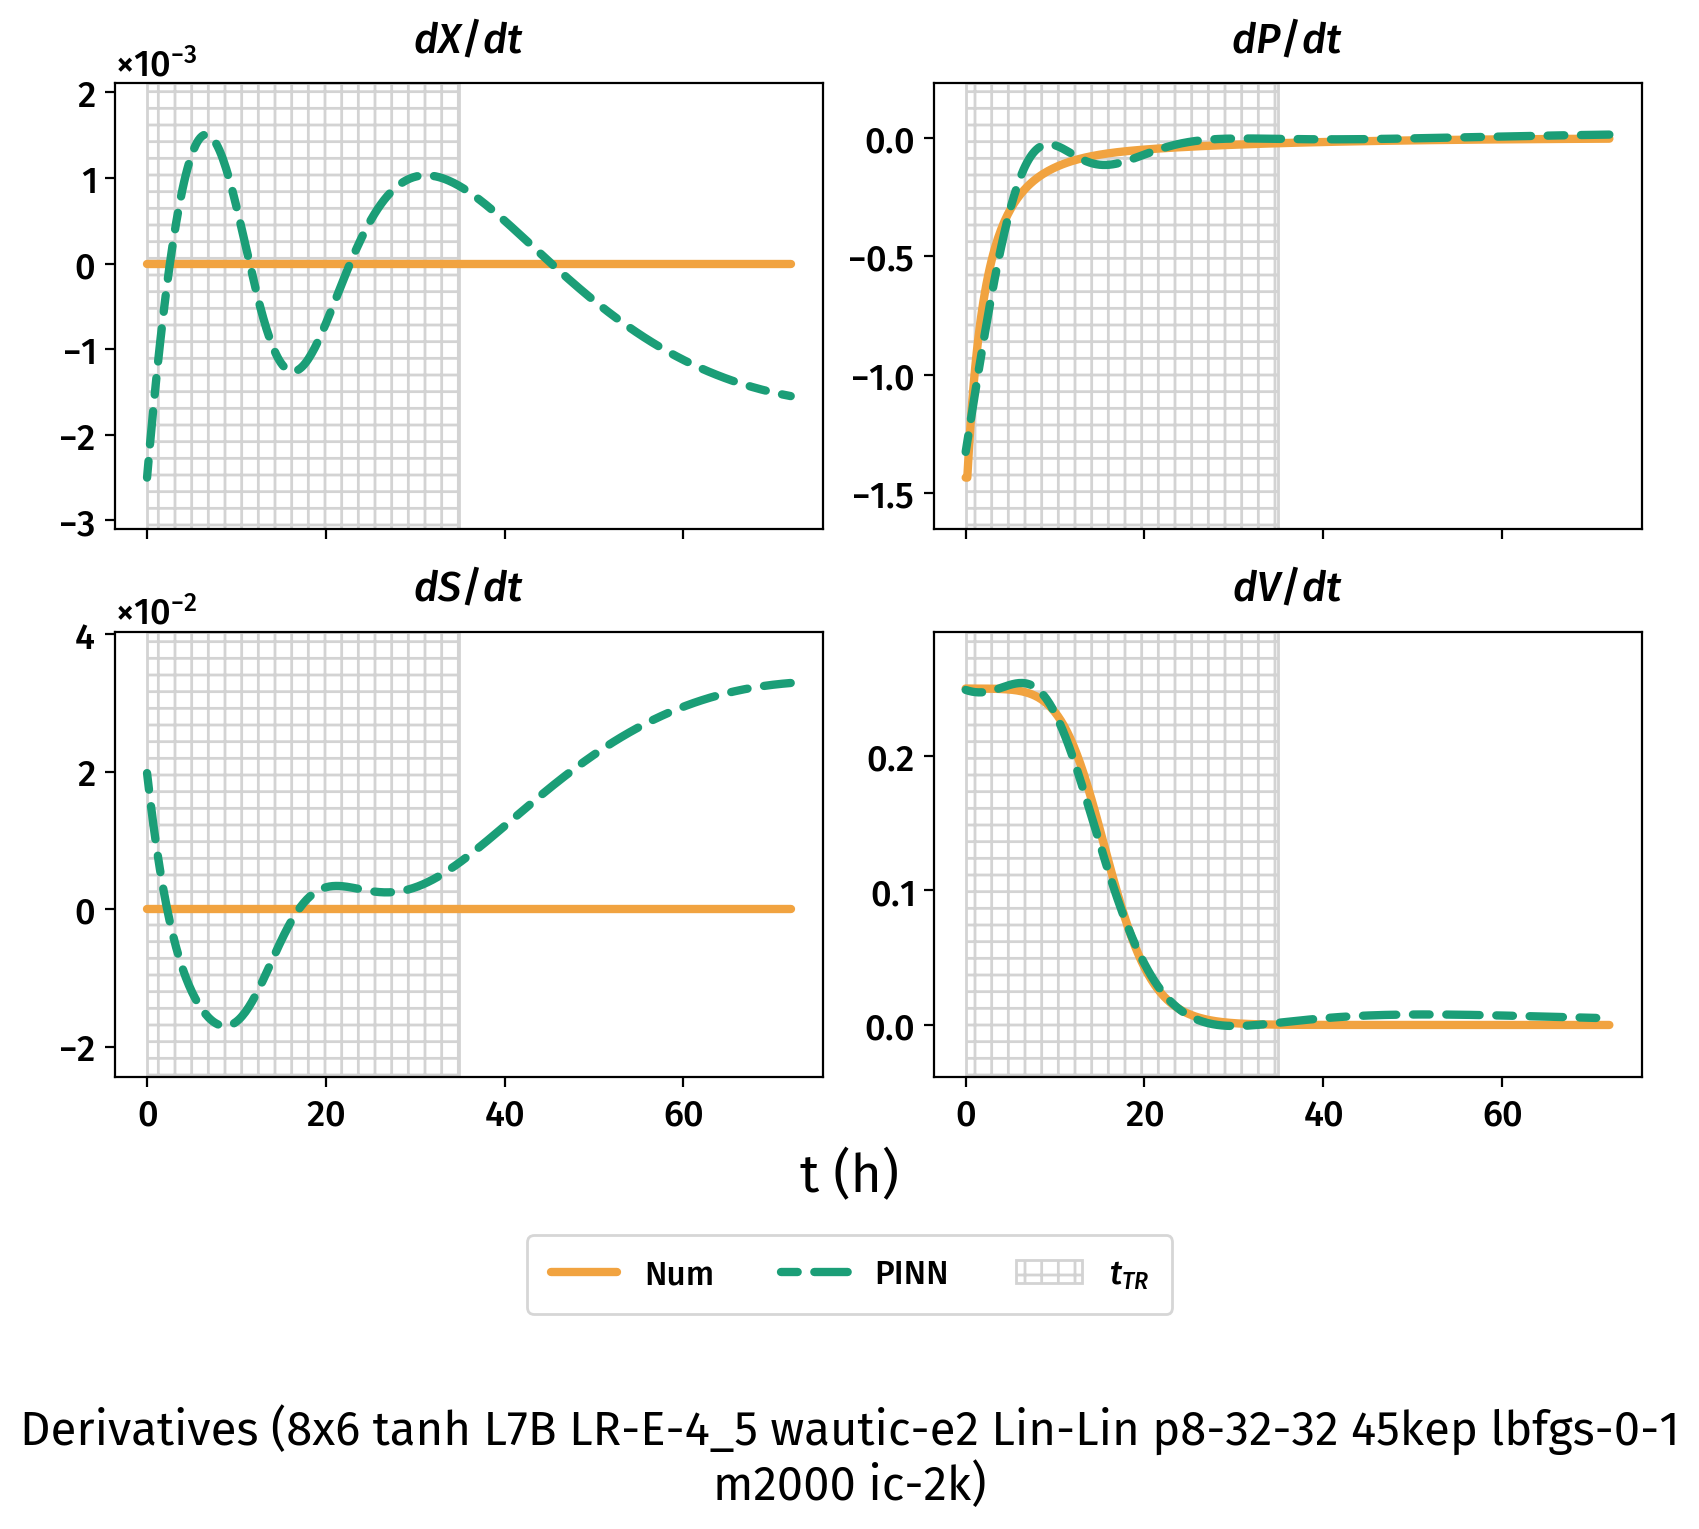 dX/dt
×10⁻³
2
1
0
−1
−2
−3
dP/dt
0.0
−0.5
−1.0
−1.5
dS/dt
×10⁻²
4
2
0
−2
0 20 40 60
dV/dt
0.2
0.1
0.0
0 20 40 60
t (h)
Num PINN t_TR
Derivatives (8x6 tanh L7B LR-E-4_5 wautic-e2 Lin-Lin p8-32-32 45kep lbfgs-0-1
m2000 ic-2k)